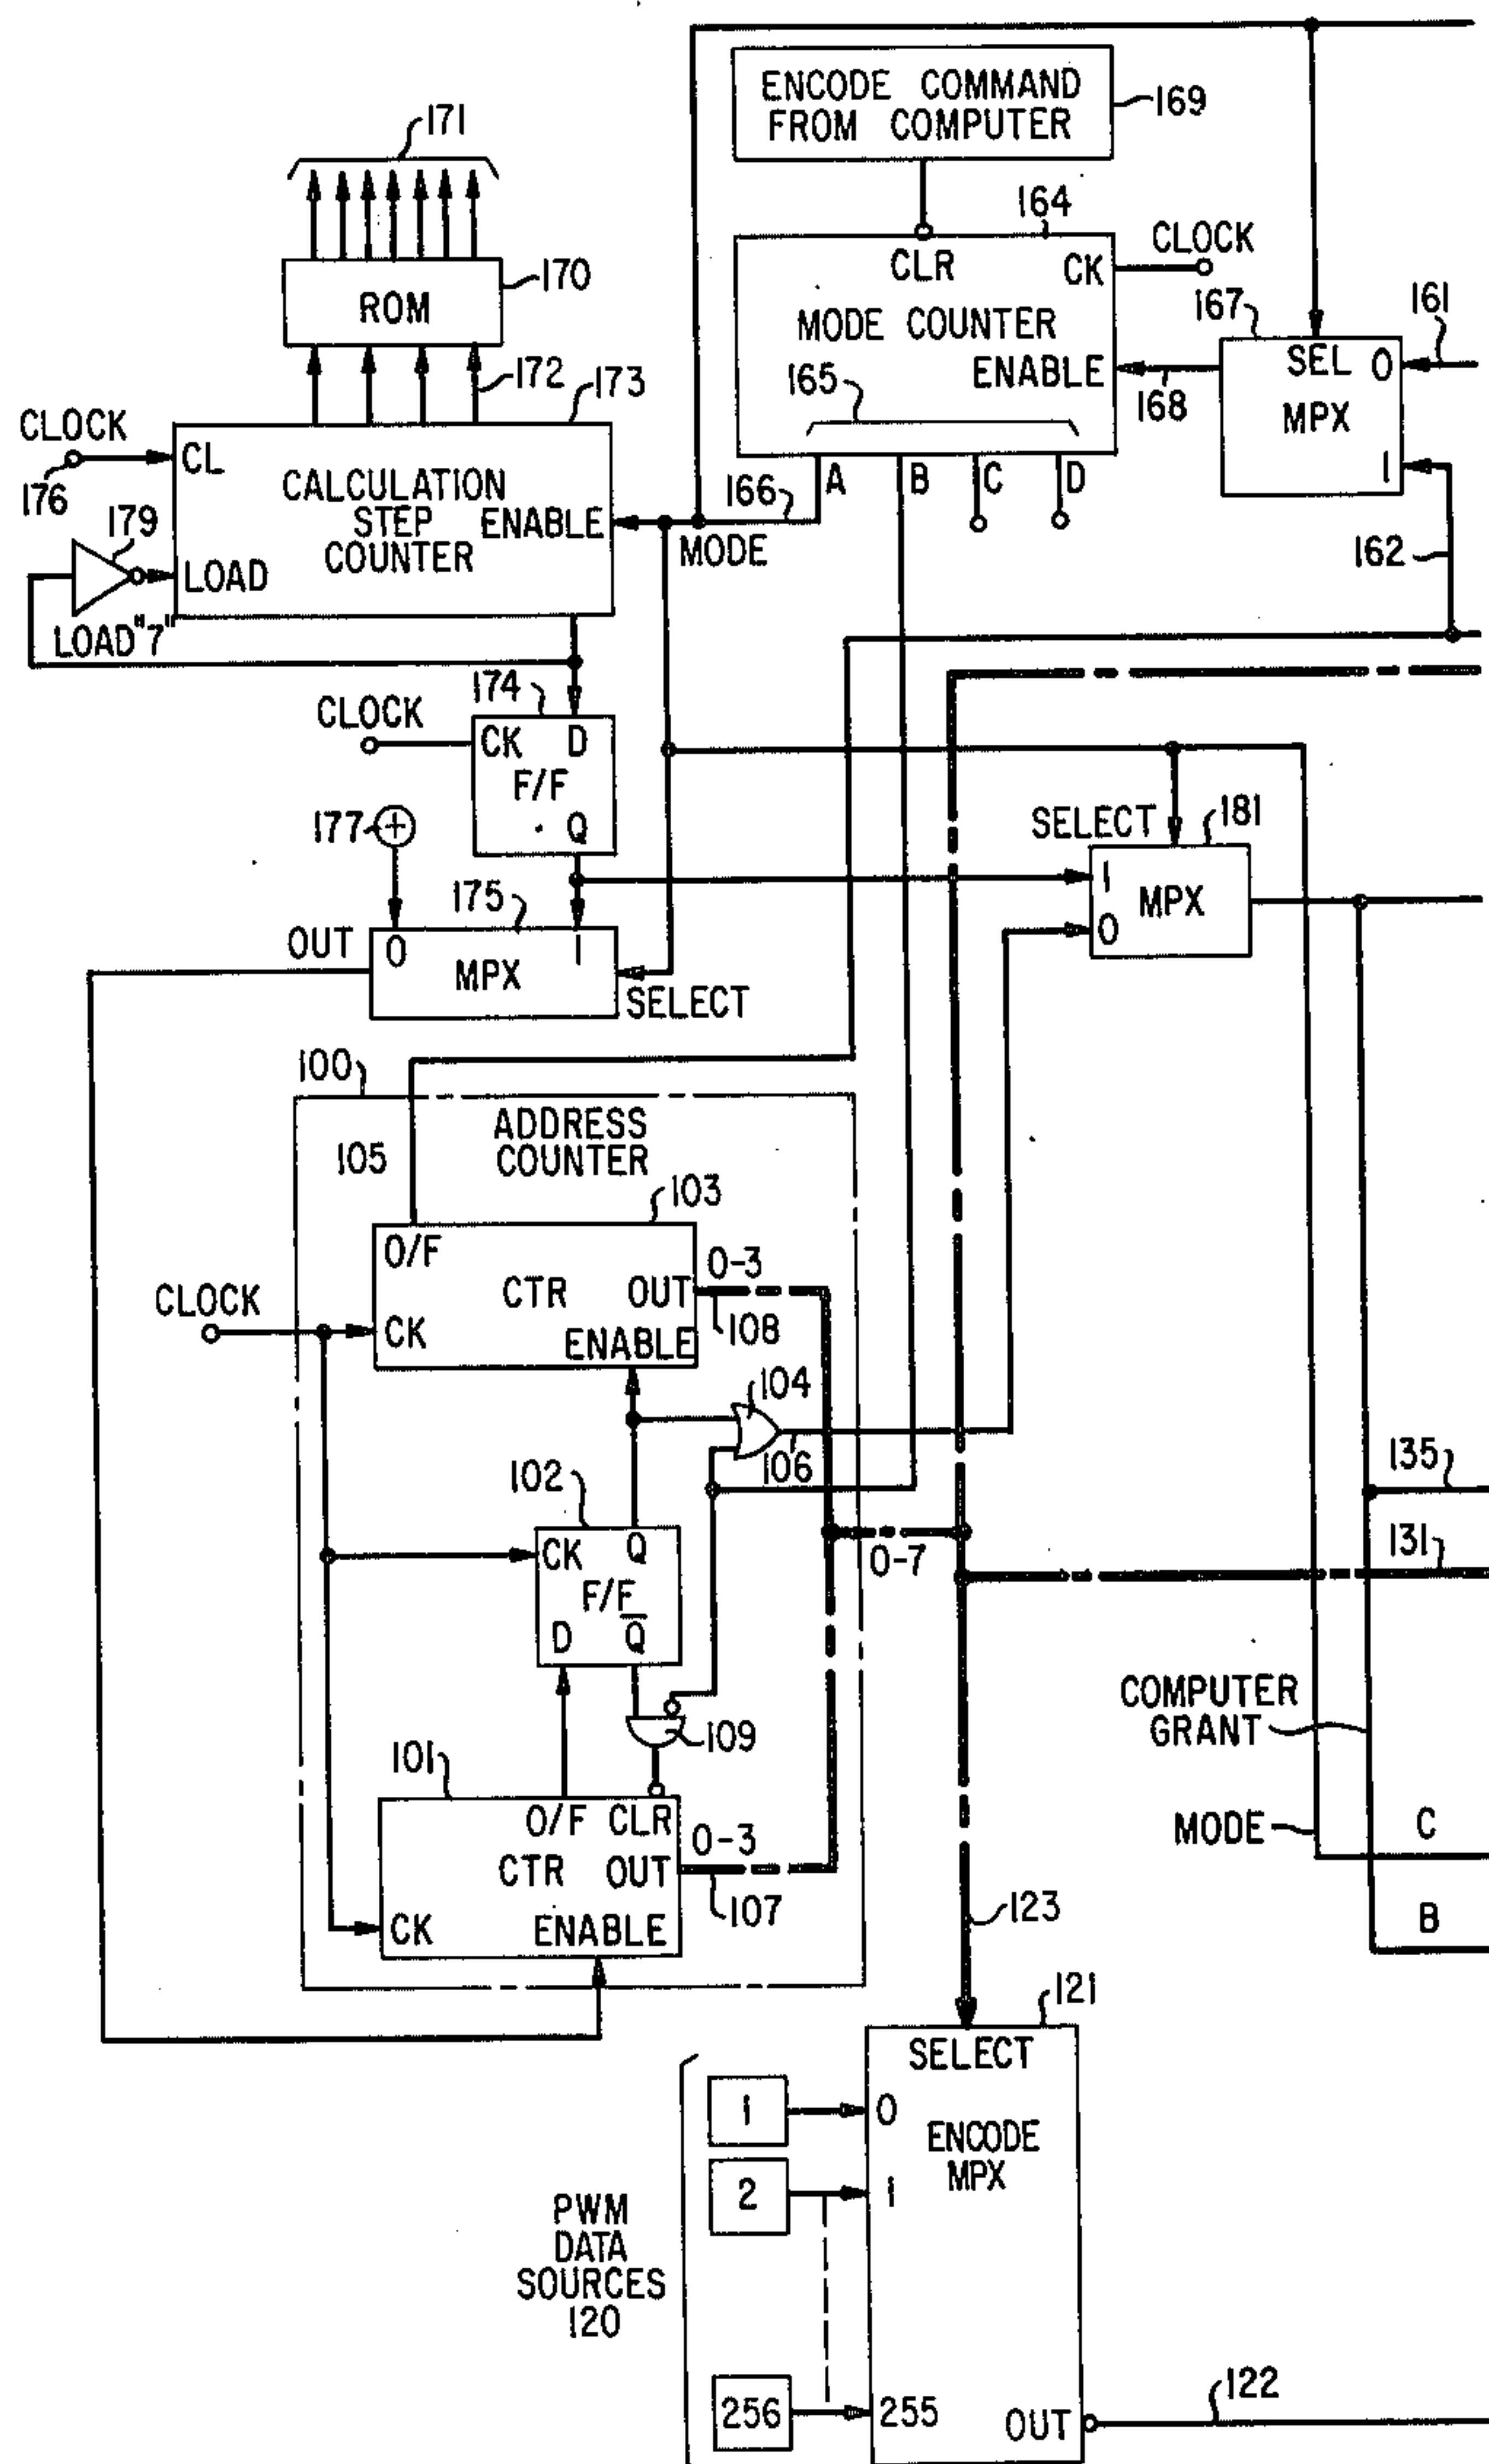 ENCODE COMMAND
FROM COMPUTER
169
171
164
CLOCK
CLR
CK
170
ROM
167
161
MODE COUNTER
SEL
0
172
173
165
ENABLE
168
MPX
CLOCK
CL
1
176
CALCULATION
STEP
COUNTER
ENABLE
166
A
B
C
D
179
MODE
162
LOAD
LOAD "7"
174
CLOCK
CK
D
F/F
Q
177
+
SELECT
181
1
MPX
0
175
OUT
0
1
MPX
SELECT
100
ADDRESS
COUNTER
105
103
O/F
0-3
CLOCK
CTR
OUT
CK
108
ENABLE
104
102
106
135
CK
Q
131
F/F
0-7
D
Q̅
COMPUTER
GRANT
109
101
O/F
CLR
0-3
MODE
C
CTR
OUT
107
123
CK
ENABLE
B
121
SELECT
1
0
ENCODE
MPX
2
1
PWM
DATA
SOURCES
120
256
255
OUT
122